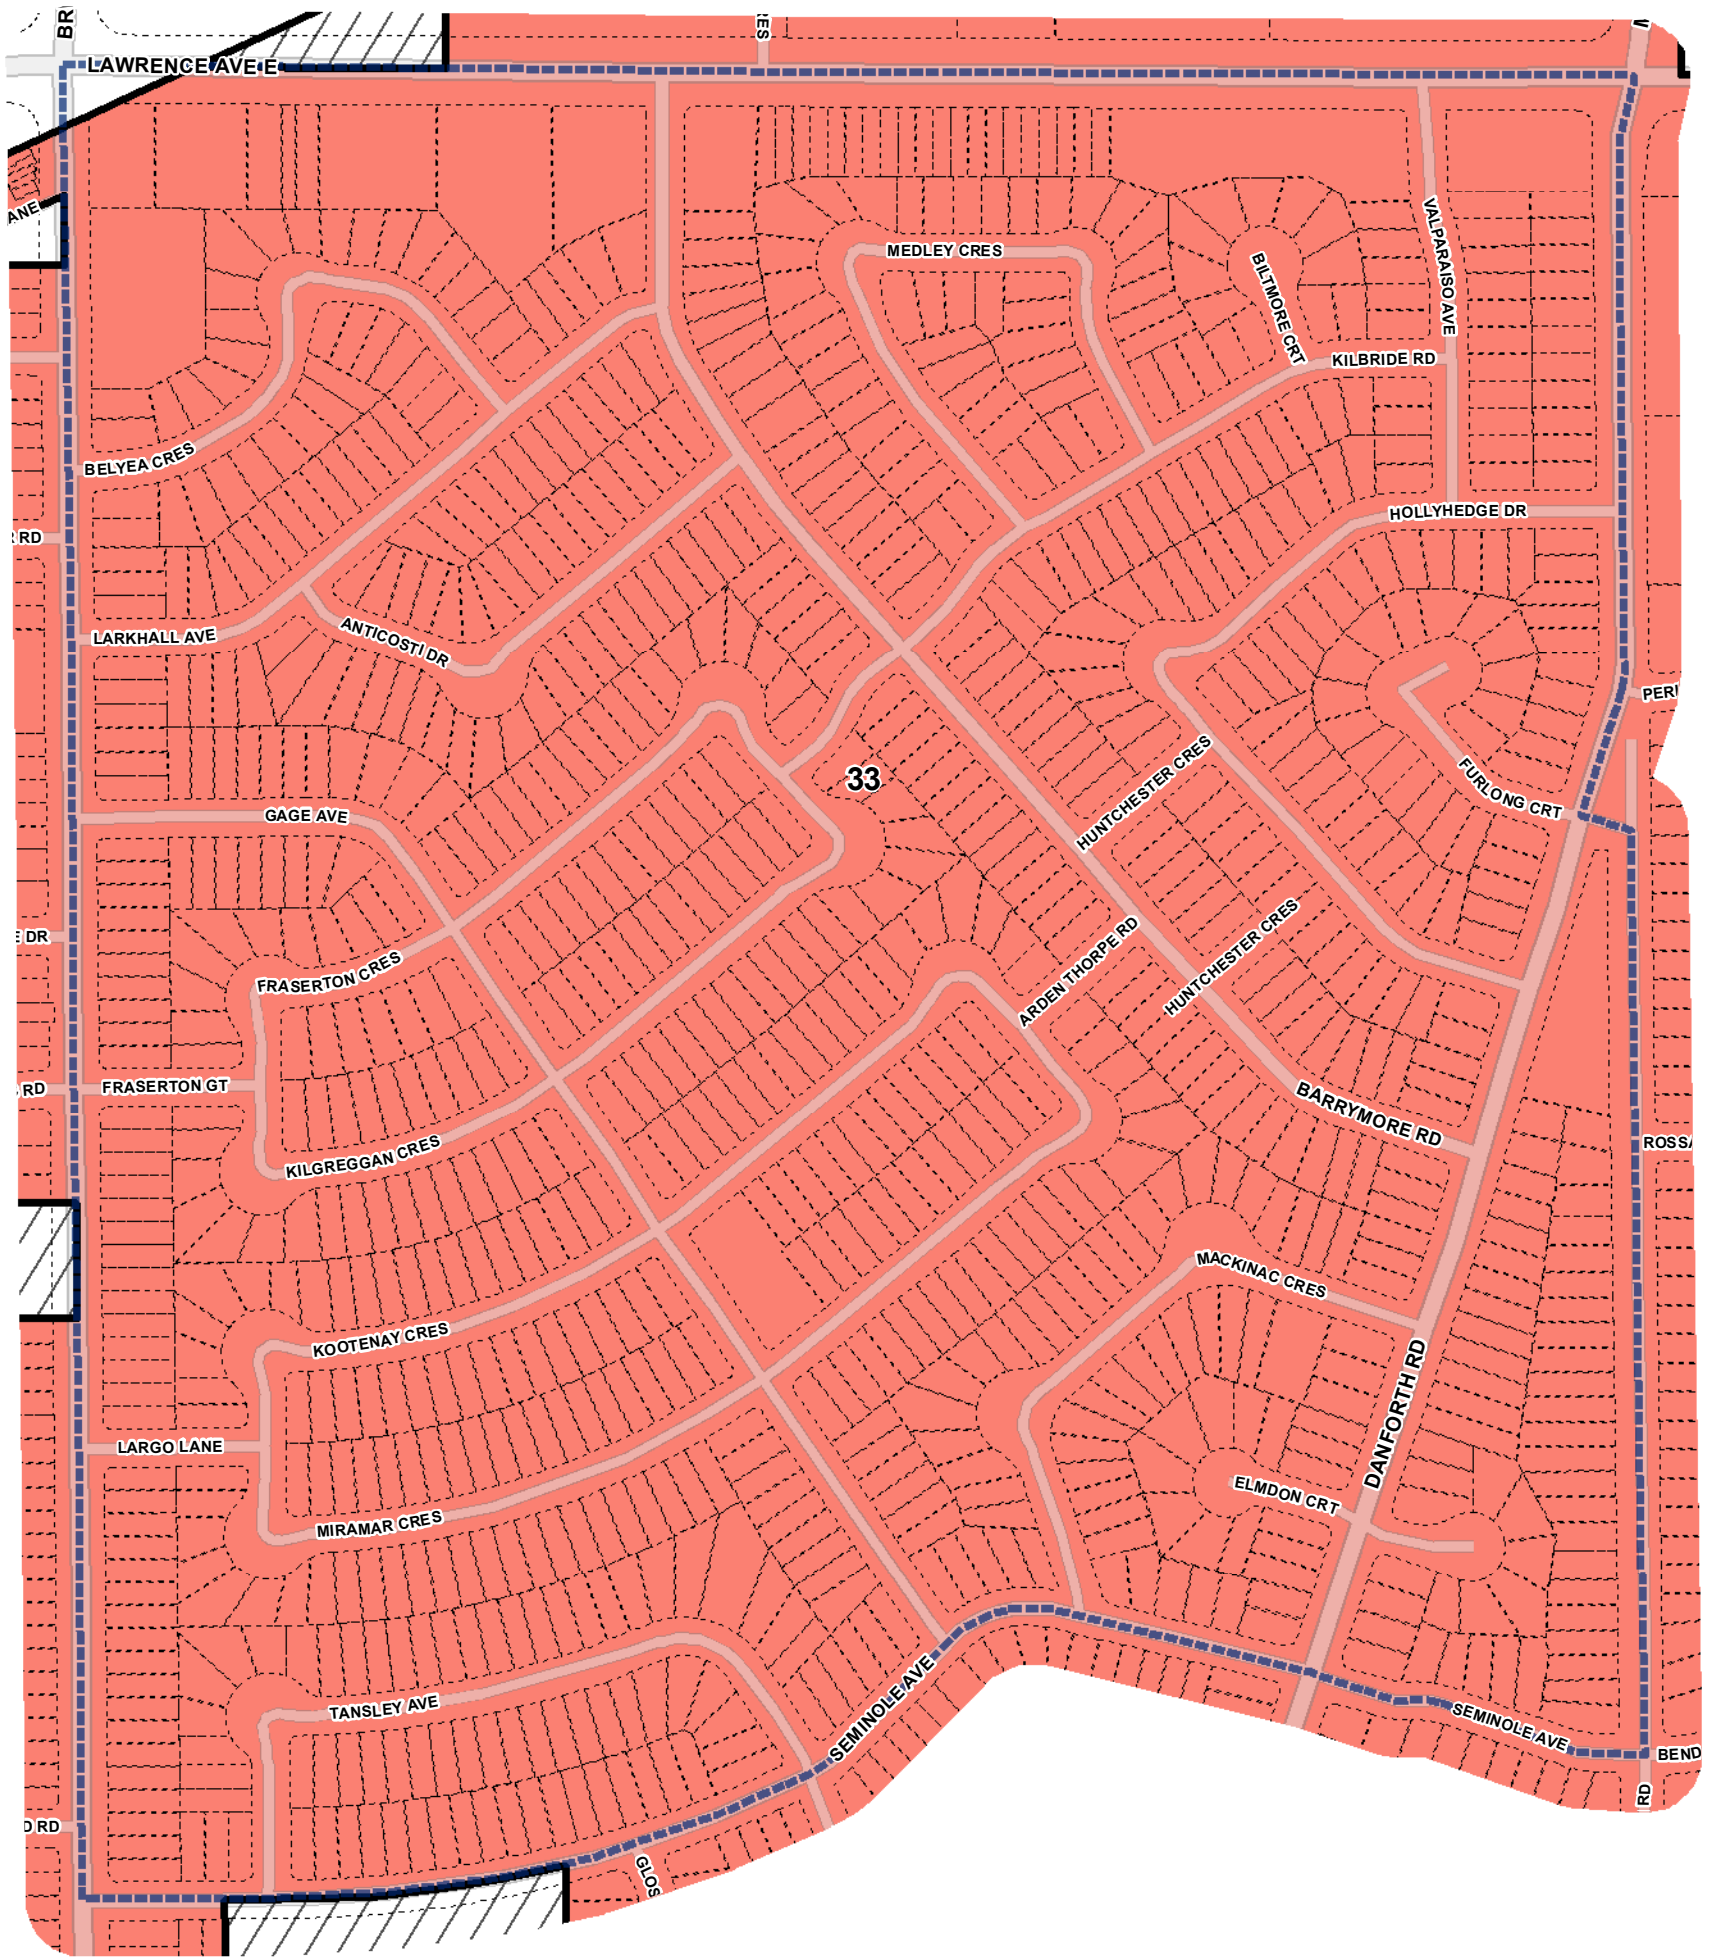 BR
ES
LAWRENCE AVE E
ANE
MEDLEY CRES
VALPARAISO AVE
BILTMORE CRT
KILBRIDE RD
BELYEA CRES
HOLLYHEDGE DR
RD
LARKHALL AVE
ANTICOSTI DR
PER
HUNTCHESTER CRES
33
FURLONG CRT
GAGE AVE
E DR
ARDEN THORPE RD
HUNTCHESTER CRES
FRASERTON CRES
RD
FRASERTON GT
BARRYMORE RD
ROSSA
KILGREGGAN CRES
MACKINAC CRES
KOOTENAY CRES
DANFORTH RD
LARGO LANE
ELMDON CRT
MIRAMAR CRES
TANSLEY AVE
SEMINOLE AVE
SEMINOLE AVE
BEND
RD
D RD
GLOS